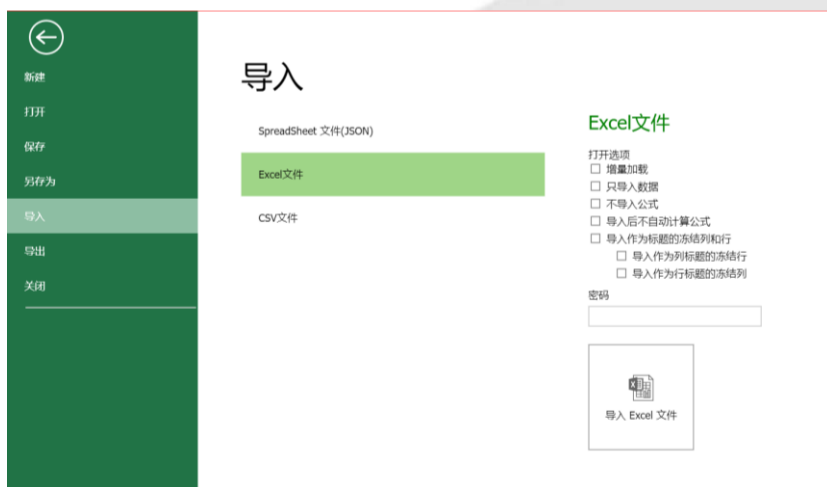 新建
打开
保存
另存为
导入
导出
关闭
导入
SpreadSheet 文件(JSON)
Excel文件
CSV文件
Excel文件
打开选项
增量加载
只导入数据
不导入公式
导入后不自动计算公式
导入作为标题的冻结列和行
导入作为列标题的冻结行
导入作为行标题的冻结列
密码
导入 Excel 文件